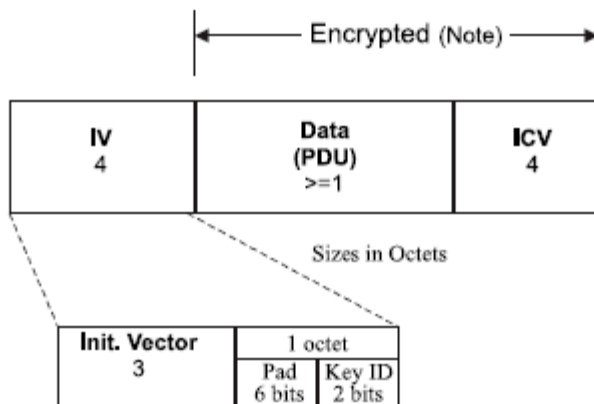 Encrypted (Note)
IV
4
Data
(PDU)
>=1
ICV
4
Sizes in Octets
Init. Vector
3
1 octet
Pad
6 bits
Key ID
2 bits